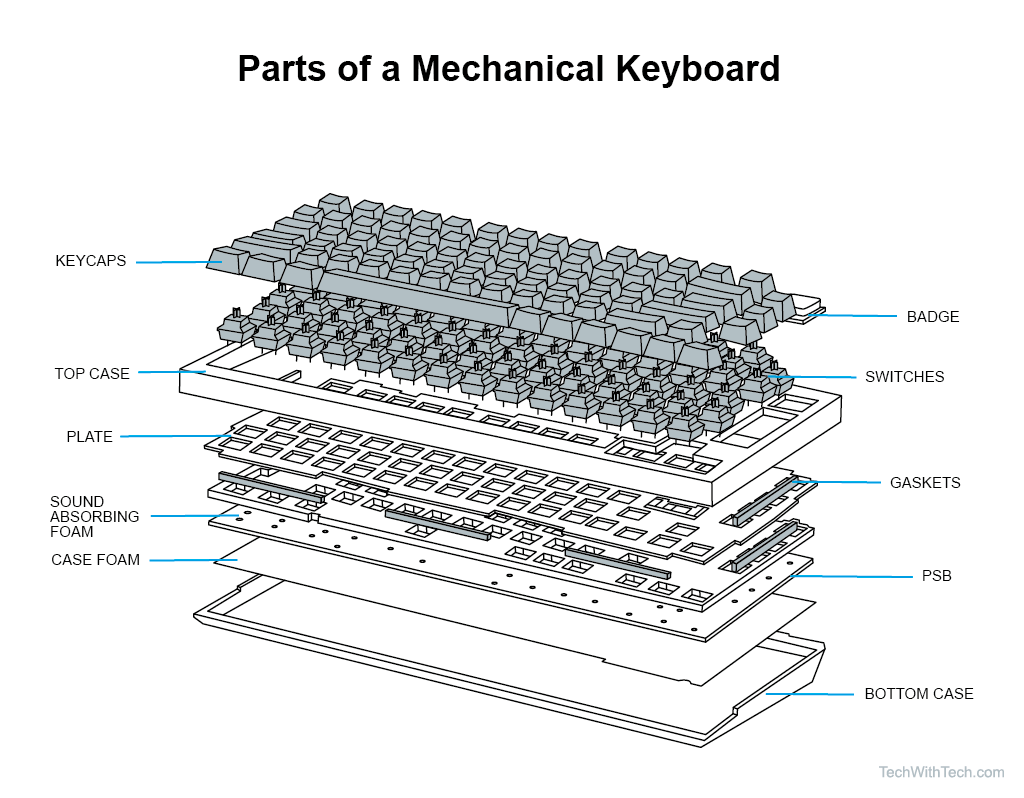 Parts of a Mechanical Keyboard
KEYCAPS
BADGE
TOP CASE
SWITCHES
PLATE
GASKETS
SOUND
ABSORBING
FOAM
CASE FOAM
PSB
BOTTOM CASE
TechWithTech.com